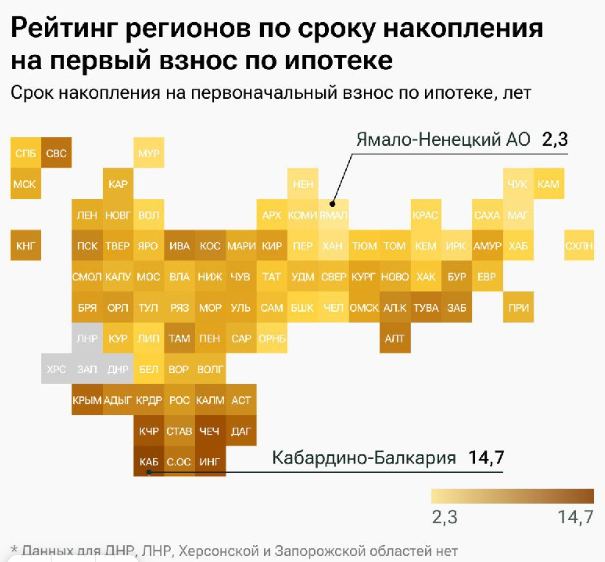 Рейтинг регионов по сроку накопления
на первый взнос по ипотеке
Срок накопления на первоначальный взнос по ипотеке, лет
Ямало-Ненецкий АО 2,3
СПБ СВС МУР
МСК КАР НЕН ЧУК КАМ
ЛЕН НОВГ ВОЛ АРХ КОМИ ЯМАЛ КРАС САХА МАГ
КНГ ПСК ТВЕР ЯРО ИВА КОС МАРИ КИР ПЕР ХАН ТЮМ ТОМ КЕМ ИРК АМУР ХАБ СХЛН
СМОЛ КАЛУ МОС ВЛА НИЖ ЧУВ ТАТ УДМ СВЕР КУРГ НОВО ХАК БУР ЕВР
БРЯ ОРЛ ТУЛ РЯЗ МОР УЛЬ САМ БШК ЧЕЛ ОМСК АЛ.К ТУВА ЗАБ ПРИ
ЛНР КУР ЛИП ТАМ ПЕН САР ОРНБ АЛТ
ХРС ЗАП ДНР БЕЛ ВОР ВОЛГ
КРЫМ АДЫГ КРДР РОС КАЛМ АСТ
КЧР СТАВ ЧЕЧ ДАГ
КАБ С.ОС ИНГ
Кабардино-Балкария 14,7
2,3 14,7
* Данных для ДНР, ЛНР, Херсонской и Запорожской областей нет